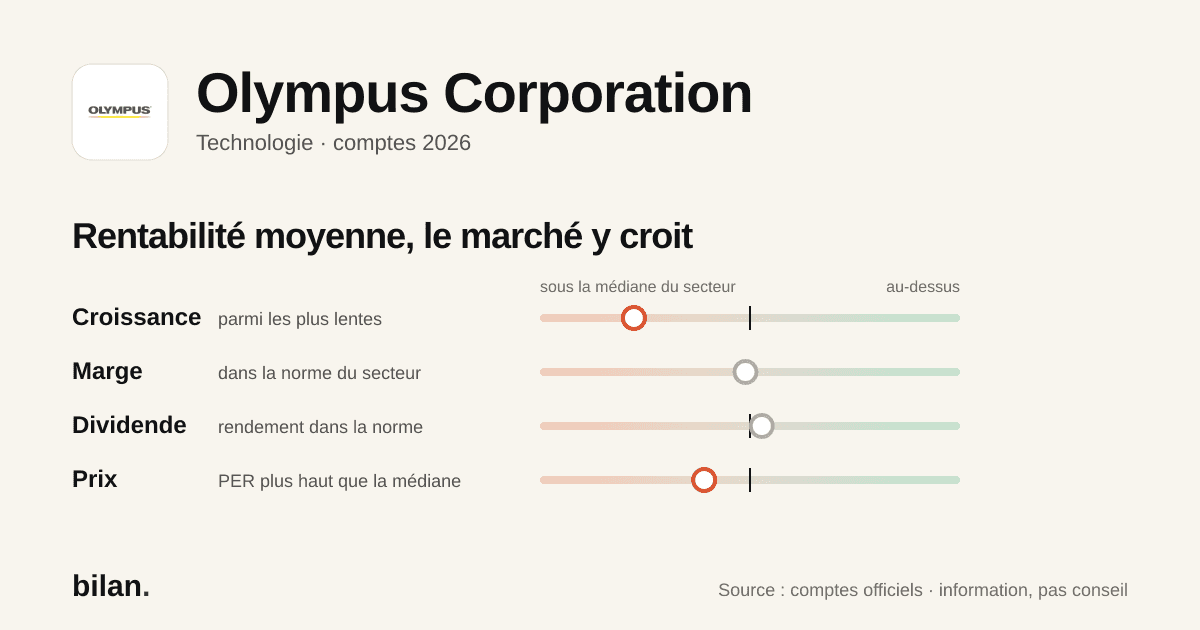 OLYMPUS
Olympus Corporation
Technologie · comptes 2026
Rentabilité moyenne, le marché y croit
sous la médiane du secteur au-dessus
Croissance parmi les plus lentes
Marge dans la norme du secteur
Dividende rendement dans la norme
Prix PER plus haut que la médiane
bilan.
Source : comptes officiels · information, pas conseil